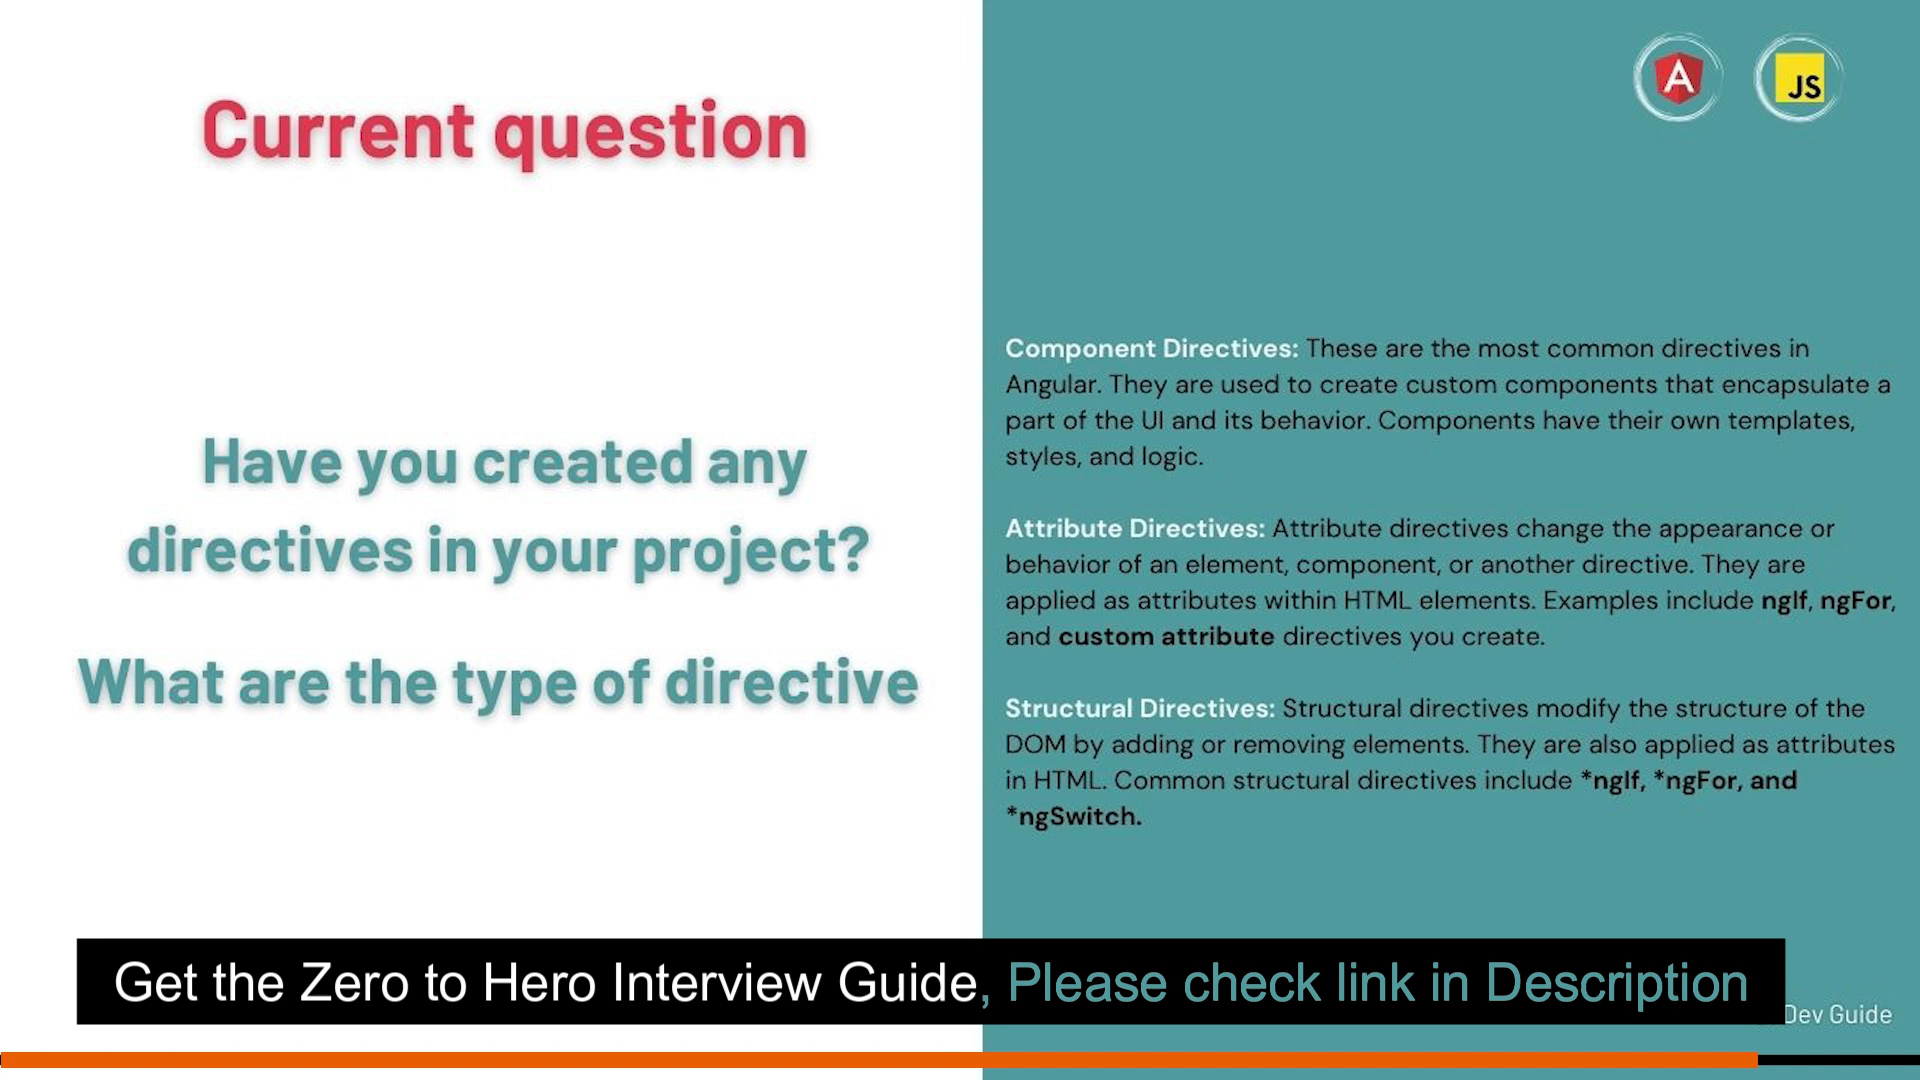 Current question
Have you created any
directives in your project?
What are the type of directive
JS
Component Directives: These are the most common directives in
Angular. They are used to create custom components that encapsulate a
part of the UI and its behavior. Components have their own templates,
styles, and logic.
Attribute Directives: Attribute directives change the appearance or
behavior of an element, component, or another directive. They are
applied as attributes within HTML elements. Examples include ngIf, ngFor,
and custom attribute directives you create.
Structural Directives: Structural directives modify the structure of the
DOM by adding or removing elements. They are also applied as attributes
in HTML. Common structural directives include *ngIf, *ngFor, and
*ngSwitch.
Get the Zero to Hero Interview Guide, Please check link in Description
Dev Guide